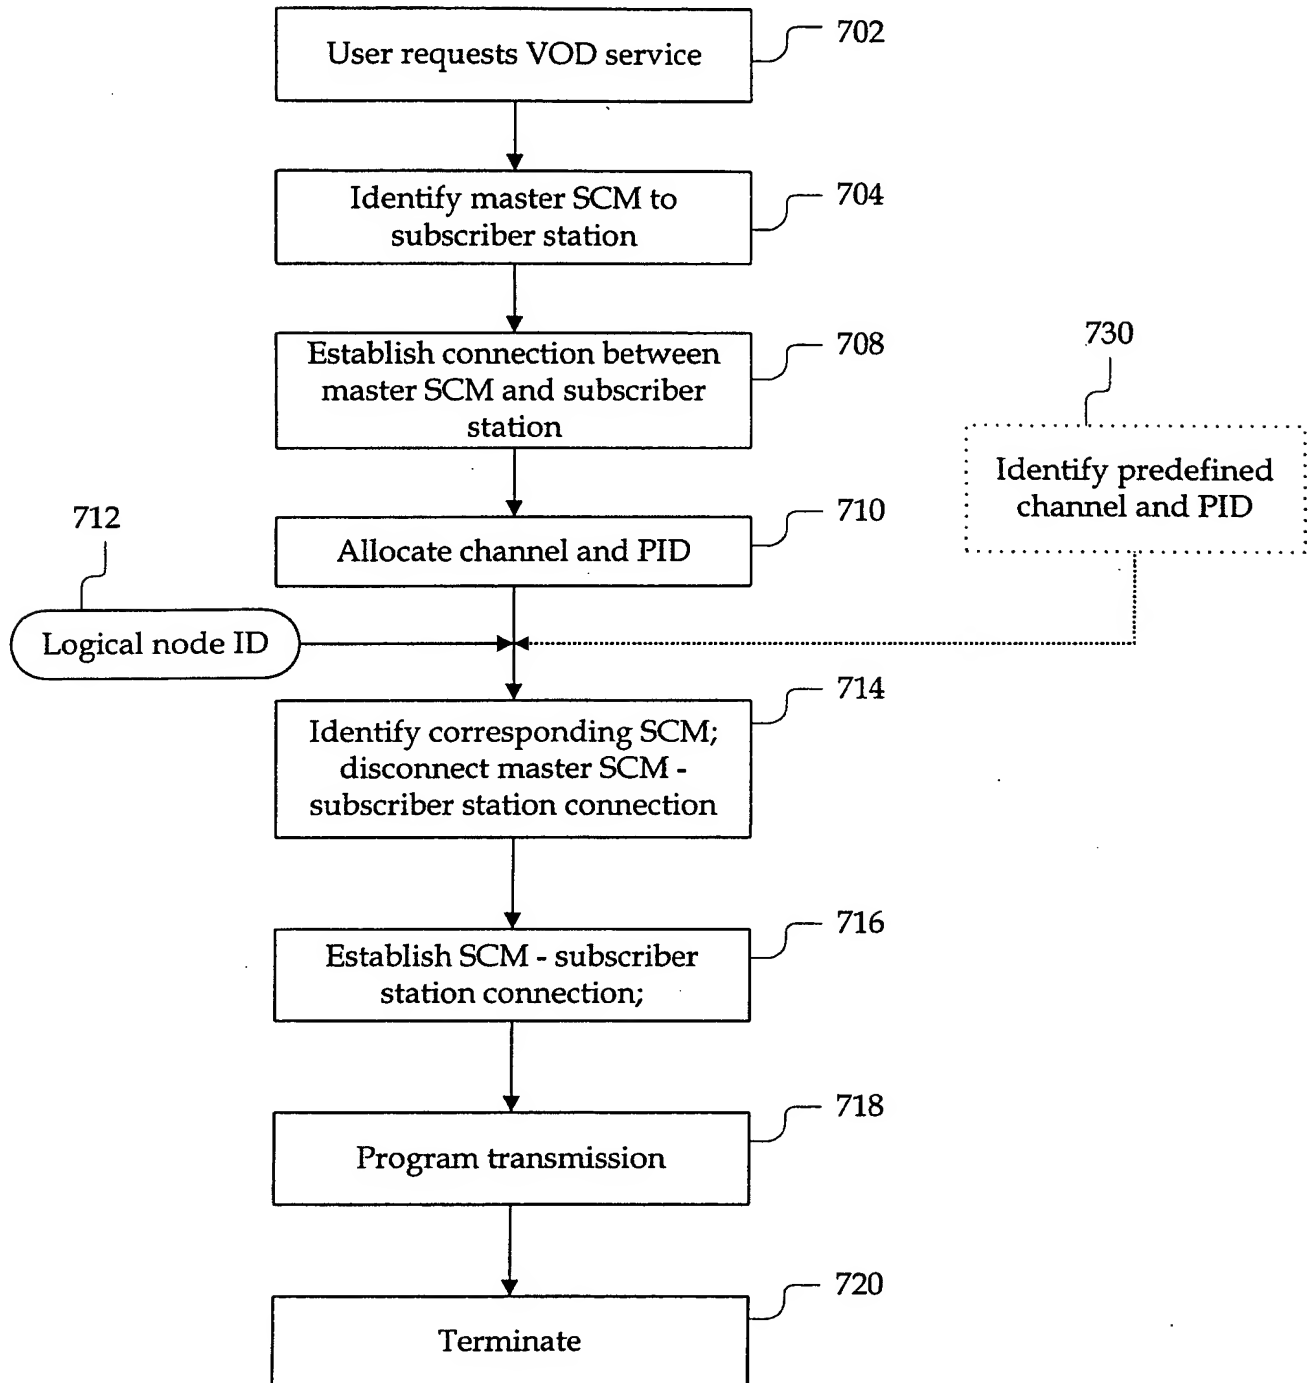 User requests VOD service
702
Identify master SCM to
subscriber station
704
Establish connection between
master SCM and subscriber
station
708
730
Identify predefined
channel and PID
Allocate channel and PID
710
712
Logical node ID
Identify corresponding SCM;
disconnect master SCM -
subscriber station connection
714
Establish SCM - subscriber
station connection;
716
Program transmission
718
Terminate
720